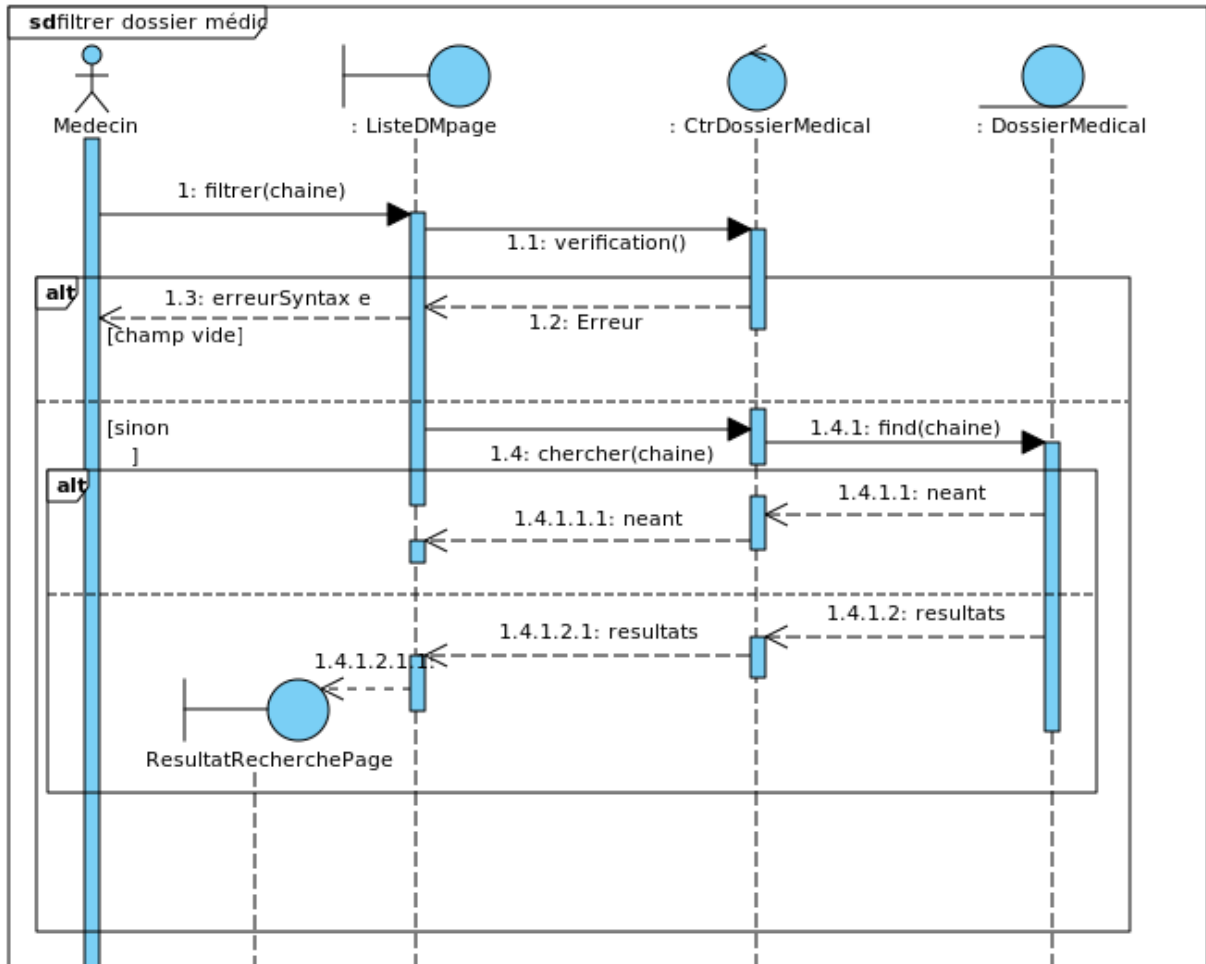 sdfiltrer dossier médic
Medecin
: ListeDMpage
: CtrDossierMedical
: DossierMedical
1: filtrer(chaine)
1.1: verification()
alt
1.3: erreurSyntax e
1.2: Erreur
[champ vide]
[sinon
]
1.4: chercher(chaine)
1.4.1: find(chaine)
alt
1.4.1.1: neant
1.4.1.1.1: neant
1.4.1.2: resultats
1.4.1.2.1: resultats
1.4.1.2.1.1:
ResultatRecherchePage